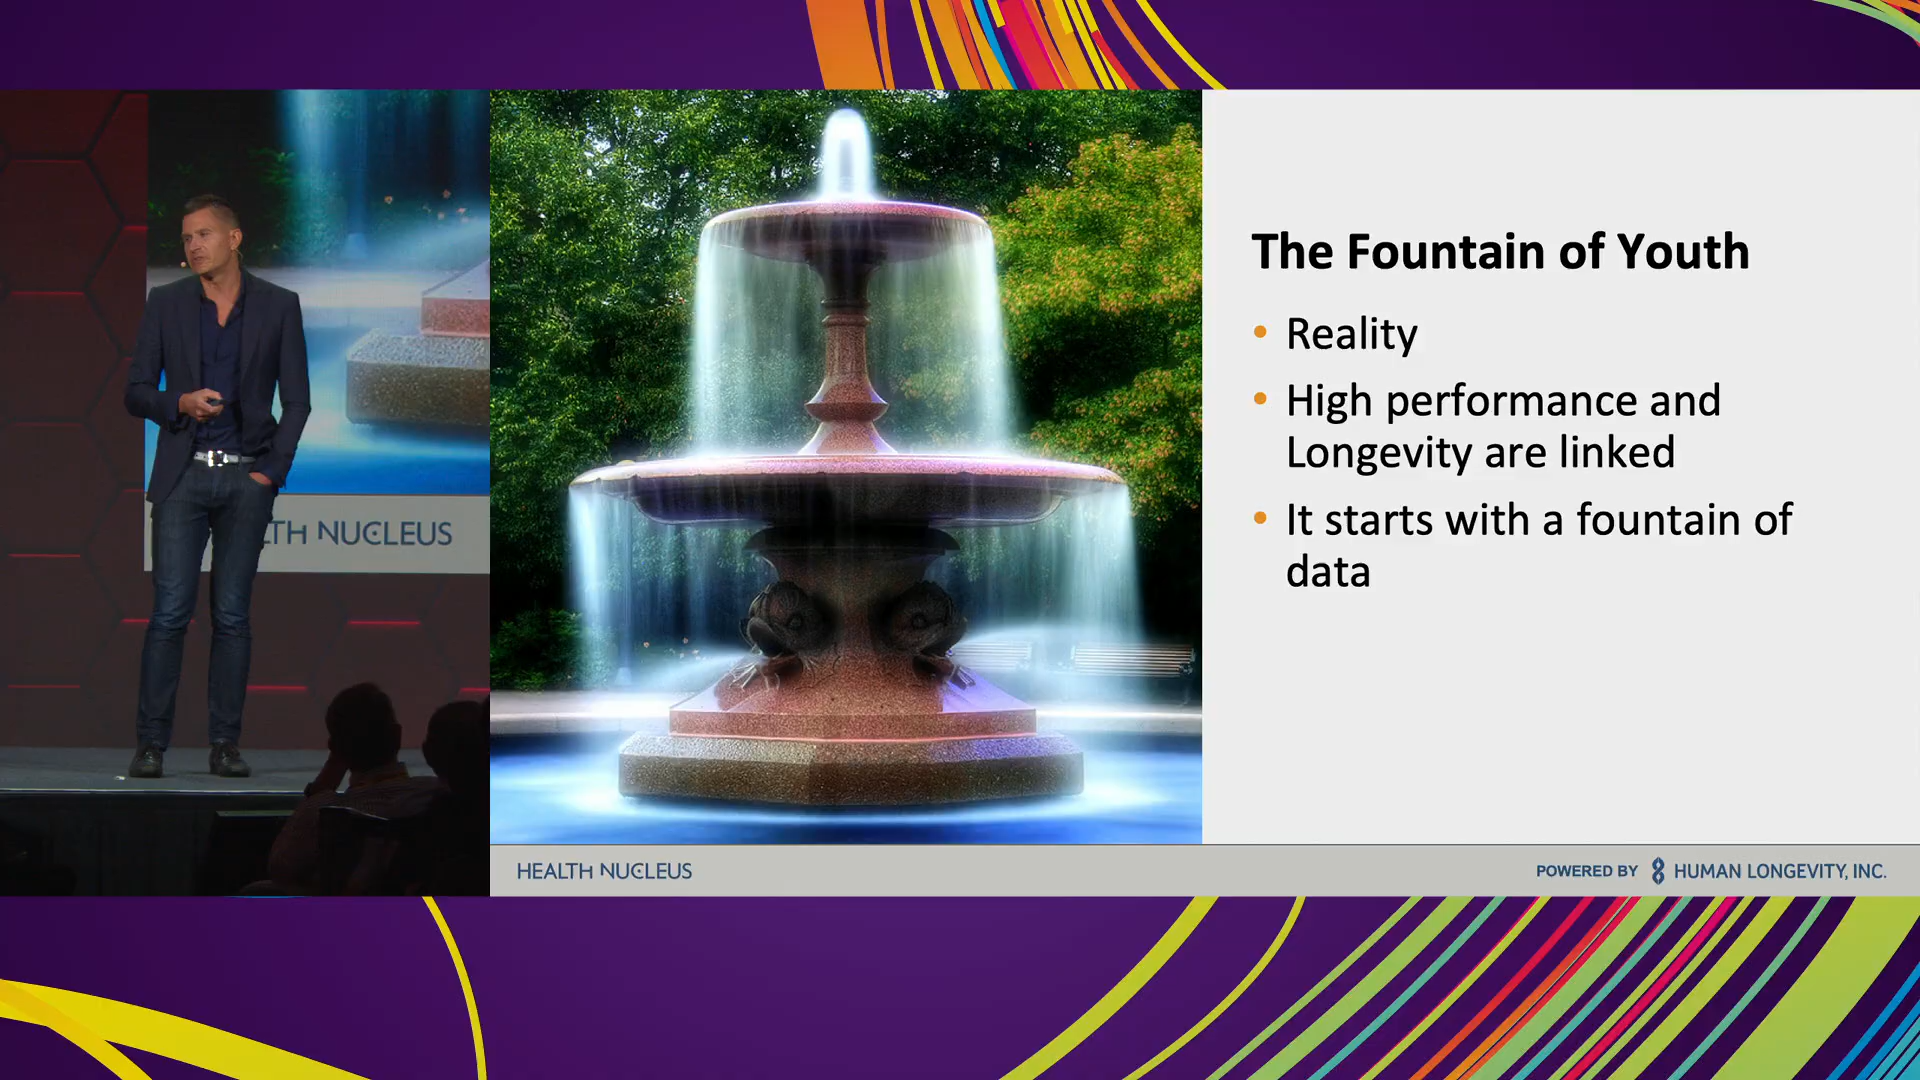 LTH NUCLEUS
The Fountain of Youth
• Reality
• High performance and
Longevity are linked
• It starts with a fountain of
data
HEALTH NUCLEUS
POWERED BY HUMAN LONGEVITY, INC.